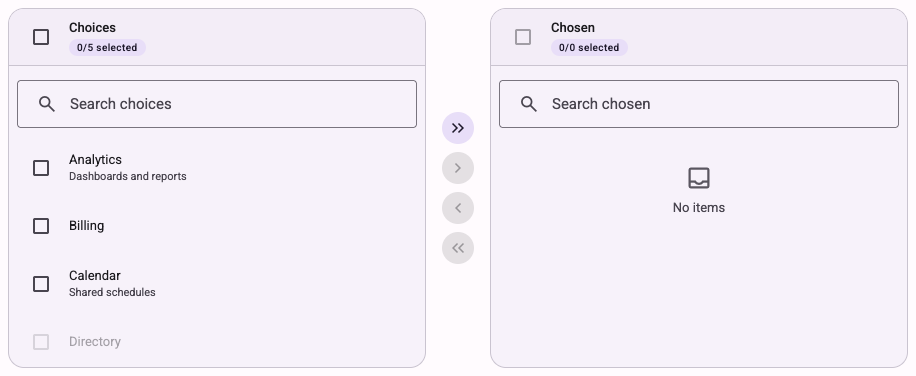 Choices
0/5 selected
Search choices
Analytics
Dashboards and reports
Billing
Calendar
Shared schedules
Directory
Chosen
0/0 selected
Search chosen
No items